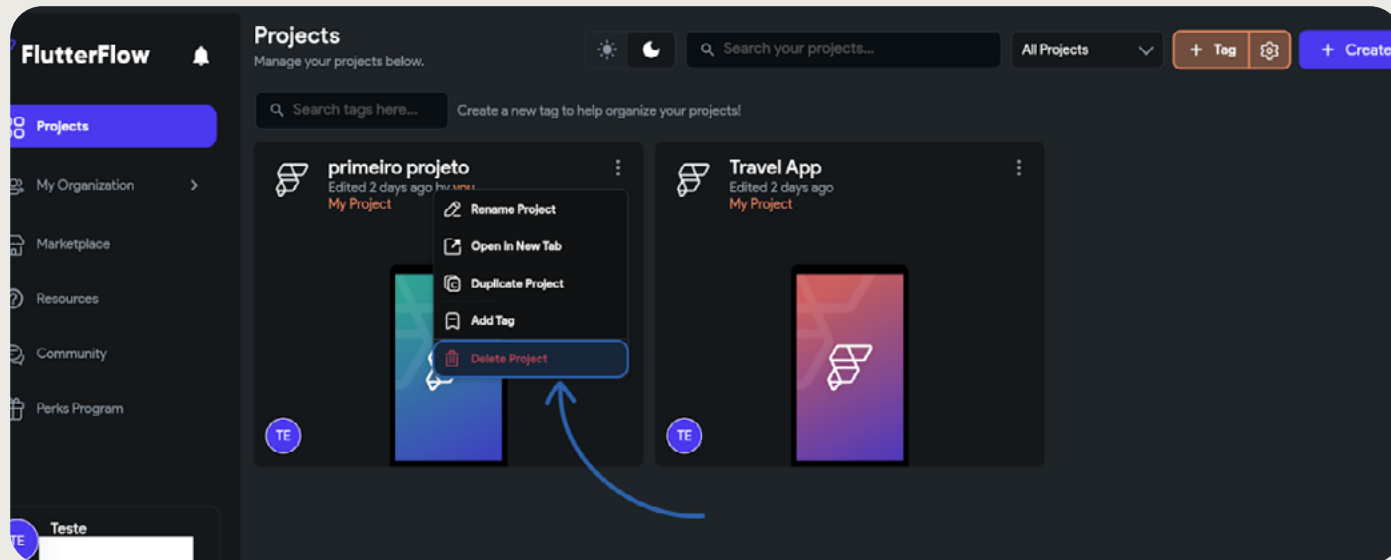 FlutterFlow
Projects
Manage your projects below.
Search your projects...
All Projects
+ Tag
+ Create
Search tags here...
Create a new tag to help organize your projects!
Projects
My Organization
Marketplace
Resources
Community
Perks Program
primeiro projeto
Edited 2 days ago by you
My Project
Rename Project
Open In New Tab
Duplicate Project
Add Tag
Delete Project
TE
Travel App
Edited 2 days ago
My Project
TE
TE
Teste